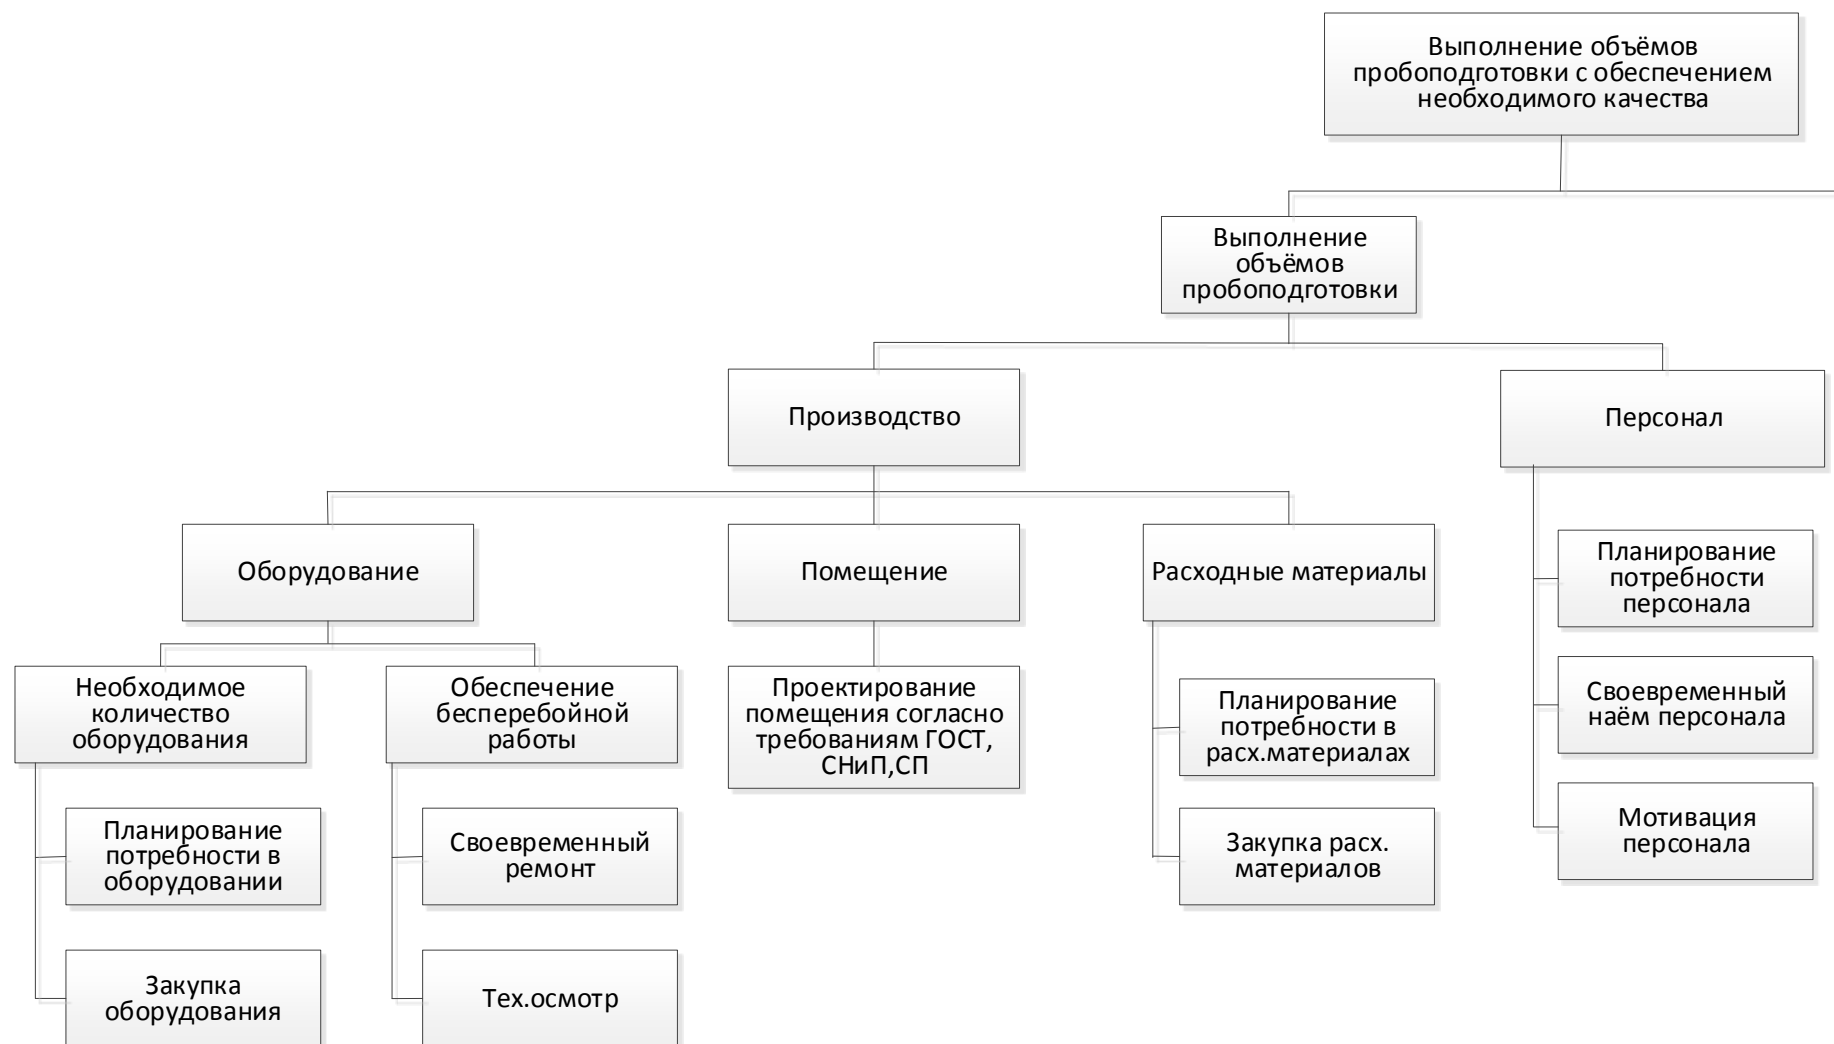 Выполнение объёмов
пробоподготовки с обеспечением
необходимого качества
Выполнение
объёмов
пробоподготовки
Производство
Персонал
Оборудование
Помещение
Расходные материалы
Планирование
потребности
персонала
Своевременный
наём персонала
Мотивация
персонала
Необходимое
количество
оборудования
Обеспечение
бесперебойной
работы
Проектирование
помещения согласно
требованиям ГОСТ,
СНиП,СП
Планирование
потребности в
расх.материалах
Закупка расх.
материалов
Планирование
потребности в
оборудовании
Своевременный
ремонт
Закупка
оборудования
Тех.осмотр